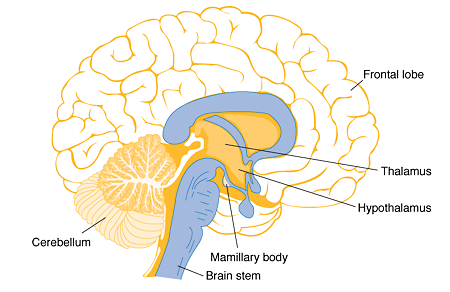 Frontal lobe
Thalamus
Hypothalamus
Cerebellum
Mamillary body
Brain stem